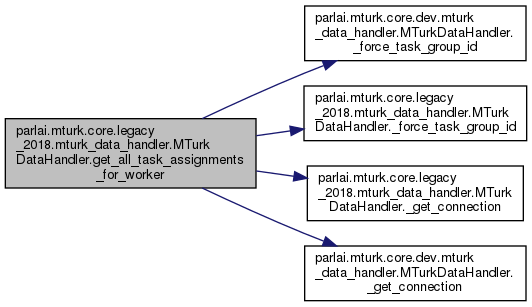 parlai.mturk.core.dev.mturk
_data_handler.MTurkDataHandler.
_force_task_group_id
parlai.mturk.core.legacy
_2018.mturk_data_handler.MTurk
DataHandler._force_task_group_id
parlai.mturk.core.legacy
_2018.mturk_data_handler.MTurk
DataHandler.get_all_task_assignments
_for_worker
parlai.mturk.core.legacy
_2018.mturk_data_handler.MTurk
DataHandler._get_connection
parlai.mturk.core.dev.mturk
_data_handler.MTurkDataHandler.
_get_connection